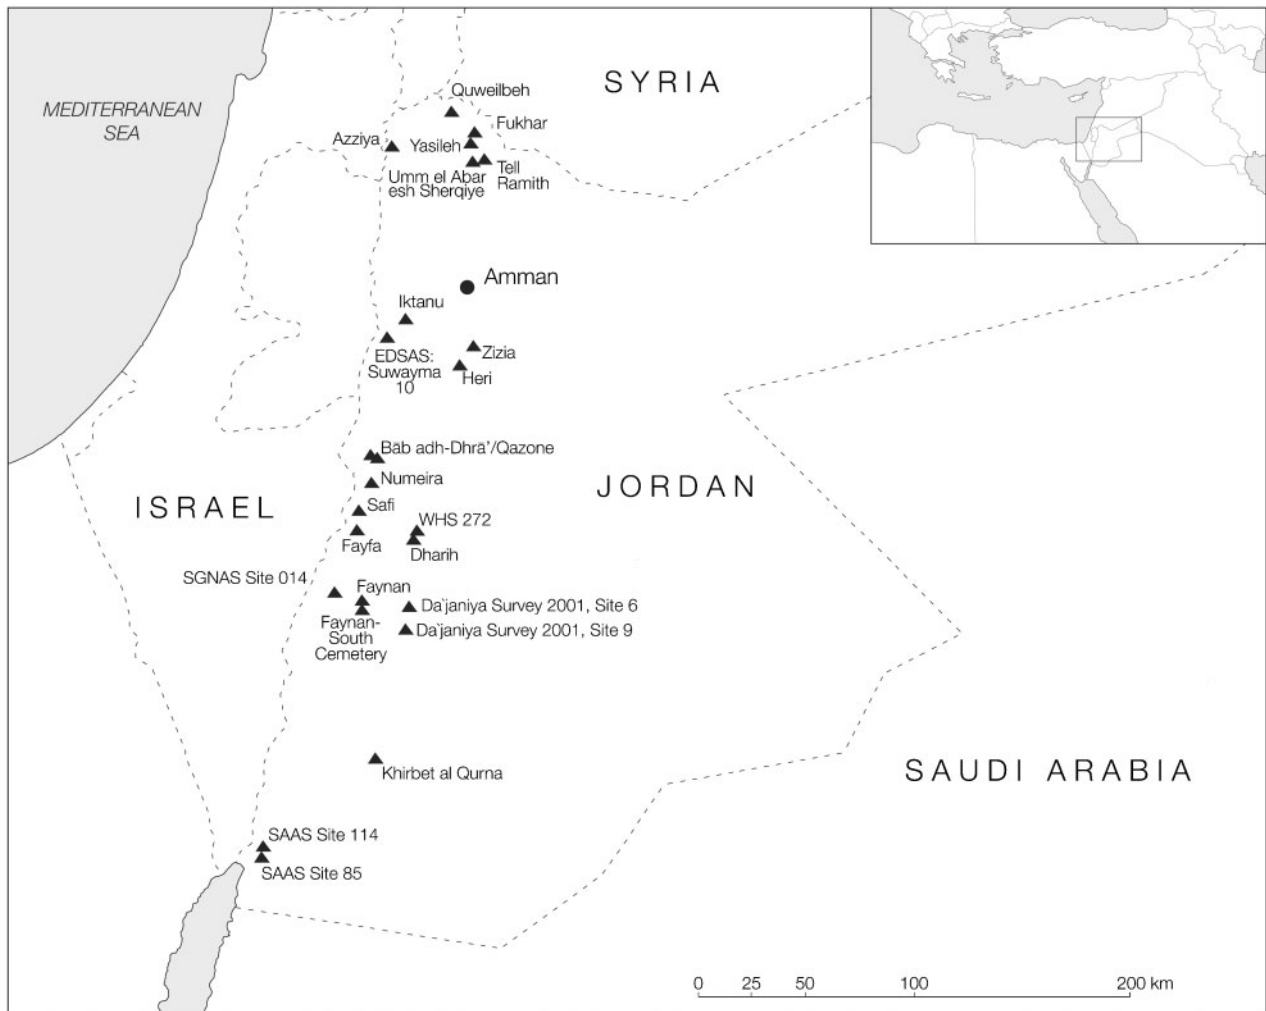 SYRIA
MEDITERRANEAN
SEA
Quweilbeh
Fukhar
Azziya
Yasileh
Tell
Ramith
Umm el Abar
esh Sherqiye
Amman
Iktanu
EDSAS:
Suwayma
10
Zizia
Heri
Bāb adh-Dhrā'/Qazone
Numeira
JORDAN
ISRAEL
Safi
WHS 272
Fayfa
Dharih
SGNAS Site 014
Faynan
Da`janiya Survey 2001, Site 6
Faynan-
South
Cemetery
Da`janiya Survey 2001, Site 9
Khirbet al Qurna
SAUDI ARABIA
SAAS Site 114
SAAS Site 85
0 25 50 100 200 km